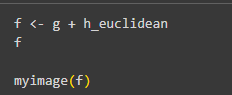 f <- g + h_euclidean
f
myimage(f)